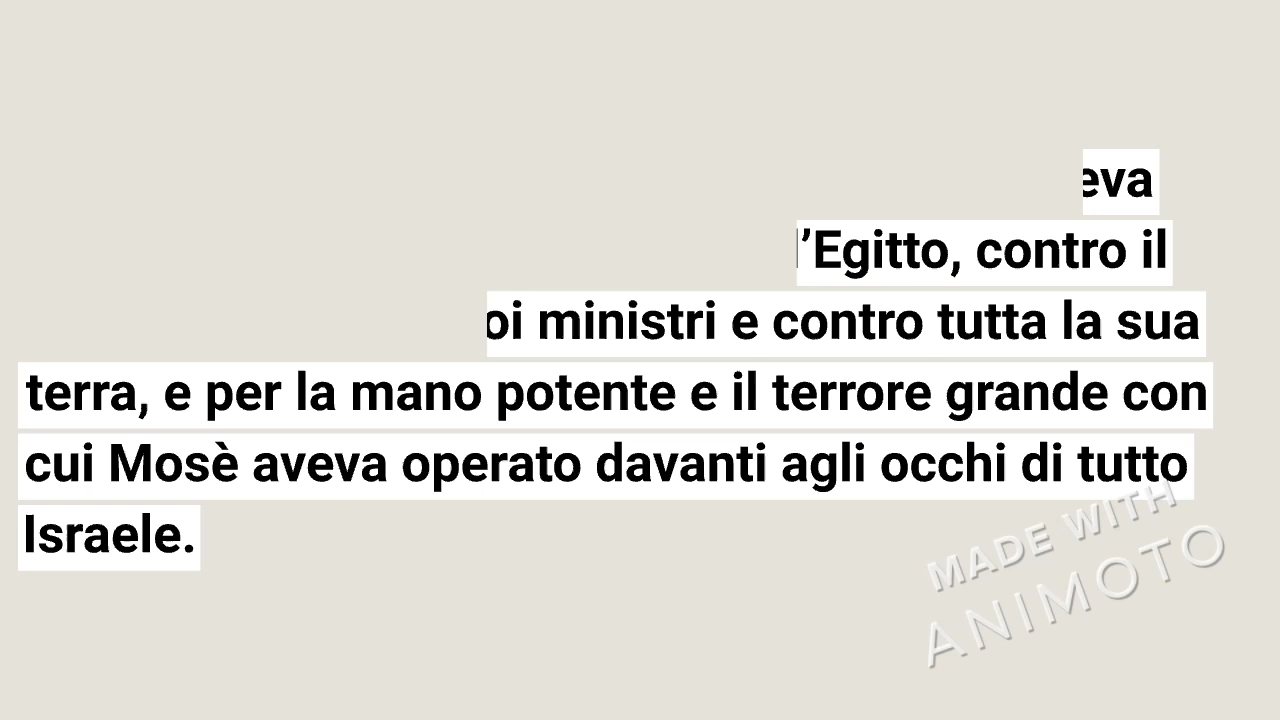 eva
l’Egitto, contro il
oi ministri e contro tutta la sua
terra, e per la mano potente e il terrore grande con
cui Mosè aveva operato davanti agli occhi di tutto
Israele.
MADE WITH
ANIMOTO